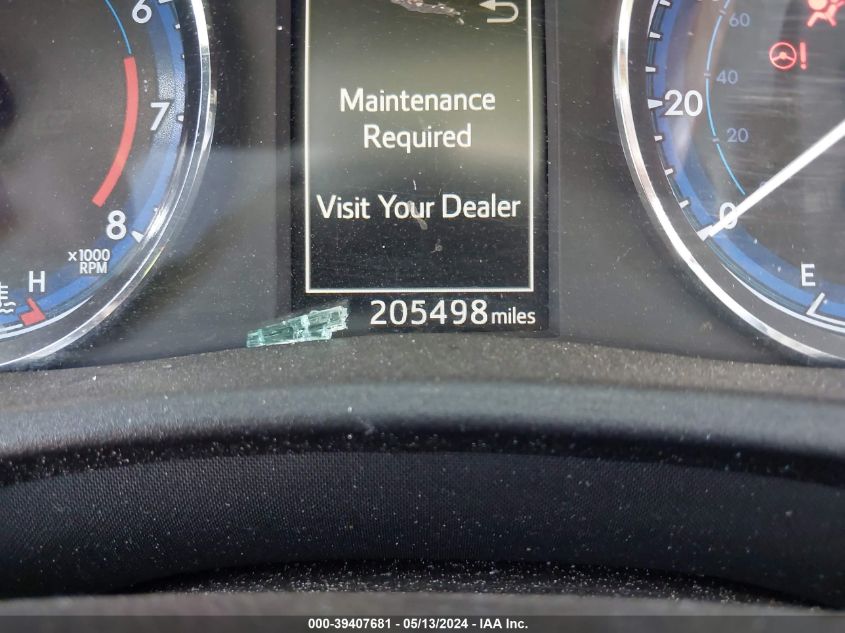 6
7
8
x1000
RPM
H
Maintenance
Required
Visit Your Dealer
205498 miles
60
40
20
20
0
!
E
000-39407681 - 05/13/2024 - IAA Inc.